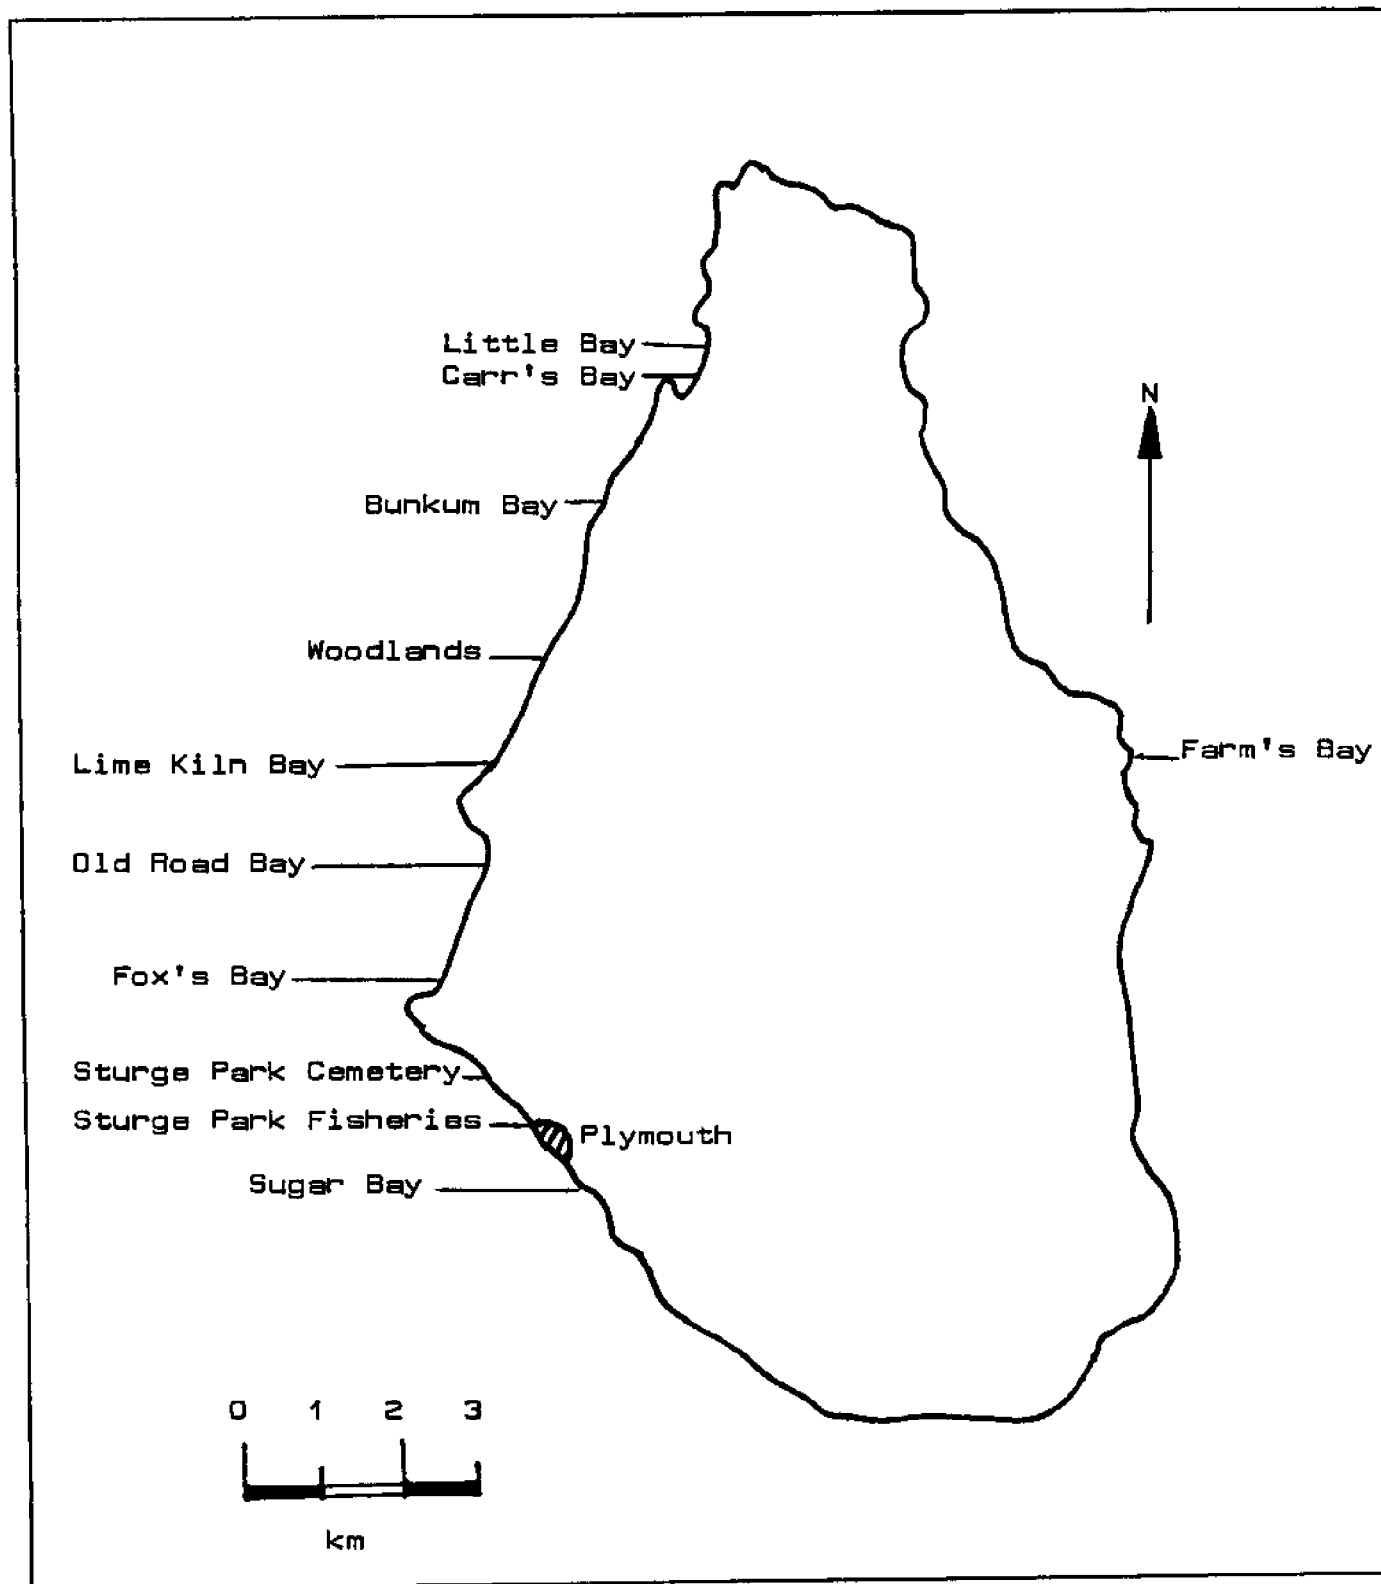 Little Bay
Carr's Bay
N
Bunkum Bay
Woodlands
Farm's Bay
Lime Kiln Bay
Old Road Bay
Fox's Bay
Sturge Park Cemetery
Sturge Park Fisheries
Plymouth
Sugar Bay
0 1 2 3
km